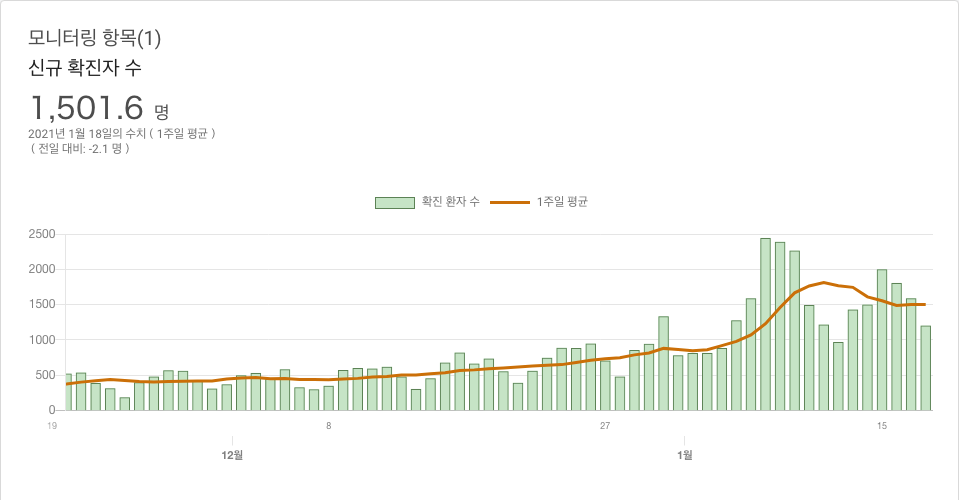 모니터링 항목(1)
신규 확진자 수
1,501.6 명
2021년 1월 18일의 수치 ( 1주일 평균 )
( 전일 대비: -2.1 명 )
확진 환자 수 1주일 평균
2500
2000
1500
1000
500
0
19 8 27 15
12월 1월